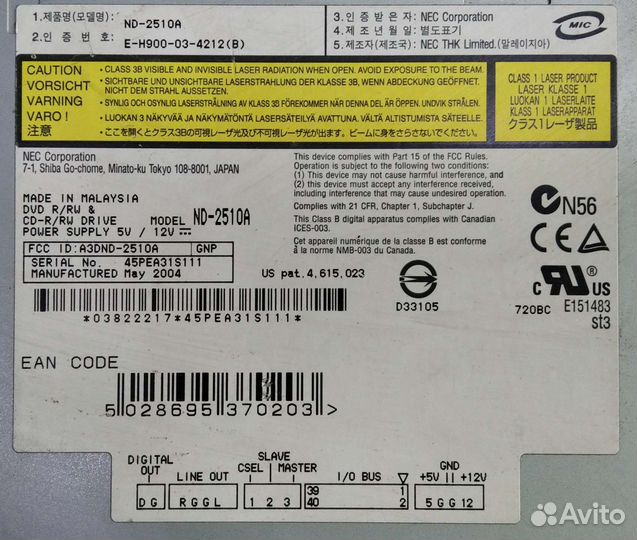 1.제품명(모델명): ND-2510A
2. 인 증 번 호: E-H900-03-4212(B)
3. 인 증 받 은 자 : NEC Corporation
4. 제 조 년 월 일 : 별도표기
5. 제조자(제조국) : NEC THK Limited.(말레이지아)
MIC
CAUTION • CLASS 3B VISIBLE AND INVISIBLE LASER RADIATION WHEN OPEN. AVOID EXPOSURE TO THE BEAM.
VORSICHT • SICHTBARE UND UNSICHTBARE LASERSTRAHLUNG DER KLASSE 3B, WENN ABDECKUNG GEÖFFNET.
NICHT DEM STRAHL AUSSETZEN.
VARNING • SYNLIG OCH OSYNLIG LASERSTRÅLNING AV KLASS 3B FÖREKOMMER NÄR DENNA DEL ÄR ÖPPEN. UNDVIK STRÅLEN.
VARO ! • LUOKAN 3 NÄKYVÄÄ JA NÄKYMÄTÖNTÄ LASERSÄTEILYÄ AVATTUNA. VÄLTÄ ALTISTUMISTA SÄTEELLE.
注意 • ここを開くとクラス3Bの可視レーザ光及び不可視レーザ光が出ます。ビームに身をさらさないでください。
CLASS 1 LASER PRODUCT
LASER KLASSE 1
LUOKAN 1 LASERLAITE
KLASS 1 LASERAPPARAT
クラス1レーザ製品
NEC Corporation
7-1, Shiba Go-chome, Minato-ku Tokyo 108-8001, JAPAN
MADE IN MALAYSIA
DVD R/RW &
CD-R/RW DRIVE MODEL ND-2510A
POWER SUPPLY 5V / 12V
FCC ID:A3DND-2510A GNP
SERIAL No. 45PEA31S111
MANUFACTURED May 2004
US pat.4,615,023
This device complies with Part 15 of the FCC Rules.
Operation is subject to the following two conditions:
(1) This device may not cause harmful interference, and
(2) this device must accept any interference received,
including interference that may cause undesired operation.
Complies with 21 CFR, Chapter 1, Subchapter J.
This Class B digital apparatus complies with Canadian
ICES-003.
Cet appareil numérique de la classe B est conforme
à la norme NMB-003 du Canada.
N56
c RU US
D33105
720BC E151483
st3
*03822217*45PEA31S111*
EAN CODE
5 028695 370203 >
DIGITAL
OUT
LINE OUT
SLAVE
CSEL MASTER
I/O BUS
GND
+5V +12V
D G
R G G L
1 2 3
39 1
40 2
5 G G 12
Avito